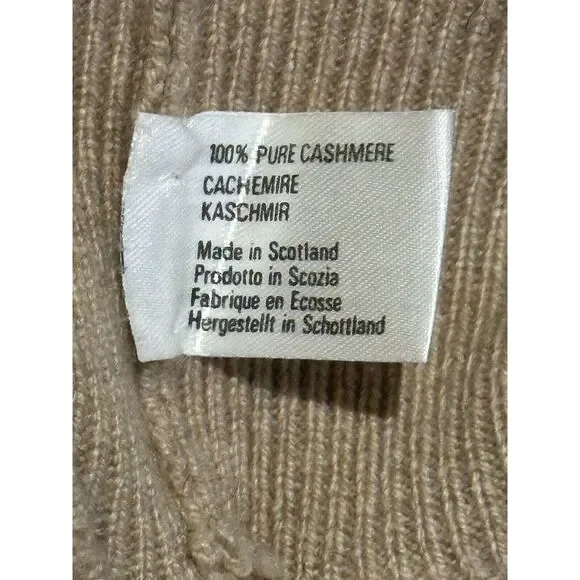 100% PURE CASHMERE
CACHEMIRE
KASCHMIR
Made in Scotland
Prodotto in Scozia
Fabrique en Ecosse
Hergestellt in Schottland